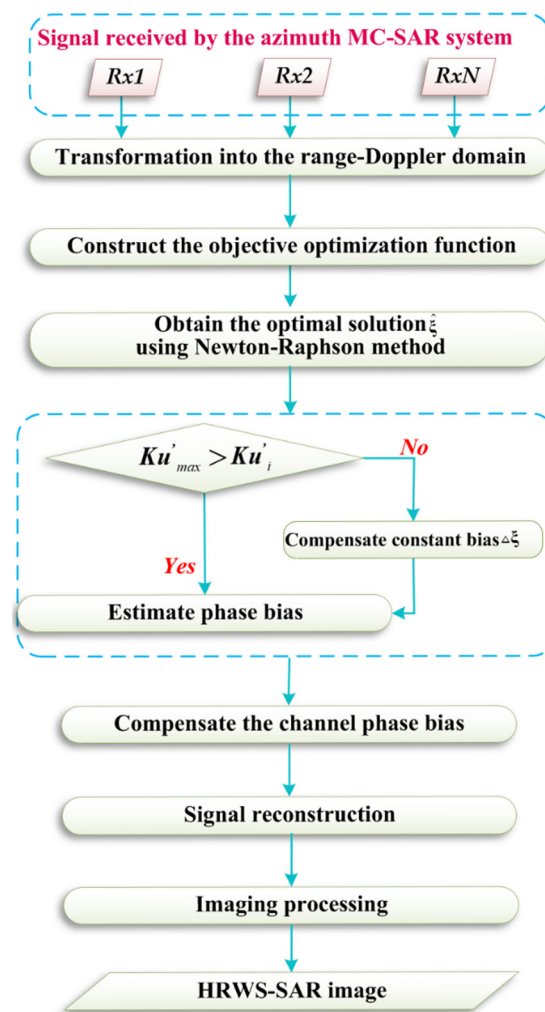 Signal received by the azimuth MC-SAR system
Rx1 Rx2 RxN
Transformation into the range-Doppler domain
Construct the objective optimization function
Obtain the optimal solution ξ̂
using Newton-Raphson method
Ku'max > Ku'i
No
Compensate constant bias △ξ
Yes
Estimate phase bias
Compensate the channel phase bias
Signal reconstruction
Imaging processing
HRWS-SAR image